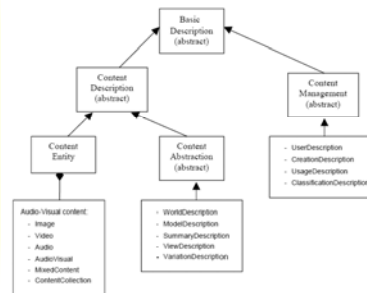 Basic
Description
(abstract)
Content
Description
(abstract)
Content
Management
(abstract)
Content
Entity
Content
Abstraction
(abstract)
- UserDescription
- CreationDescription
- UsageDescription
- ClassificationDescription
Audio-Visual content:
- Image
- Video
- Audio
- AudioVisual
- MixedContent
- ContentCollection
- WorldDescription
- ModelDescription
- SummaryDescription
- ViewDescription
- VariationDescription